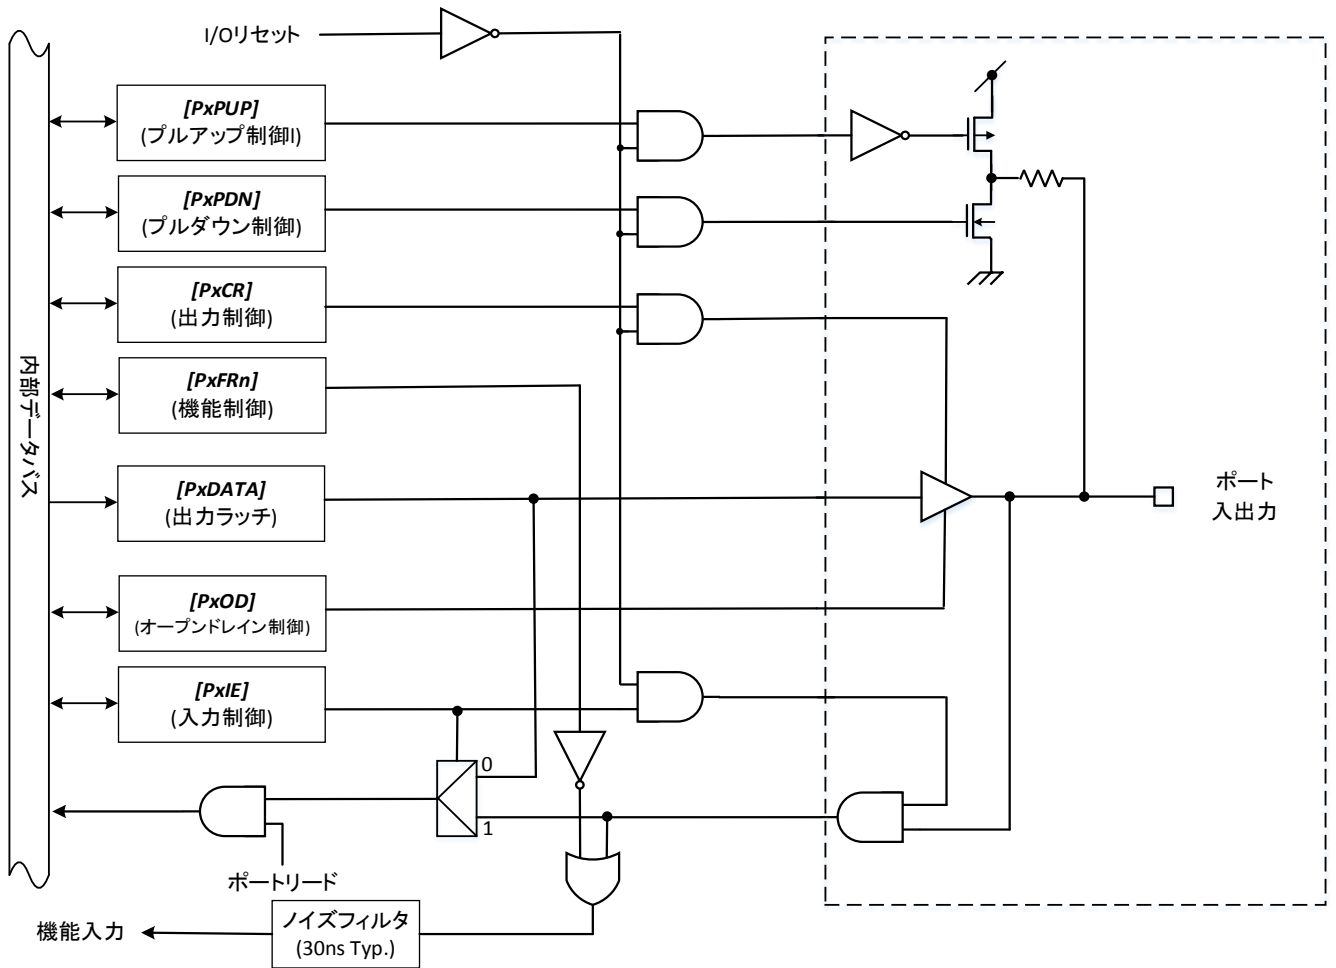 I/Oリセット
[PxPUP]
(プルアップ制御I)
[PxPDN]
(プルダウン制御)
[PxCR]
(出力制御)
[PxFRn]
(機能制御)
内部データバス
[PxDATA]
(出力ラッチ)
ポート
入出力
[PxOD]
(オープンドレイン制御)
[PxIE]
(入力制御)
0
1
ポートリード
機能入力
ノイズフィルタ
(30ns Typ.)